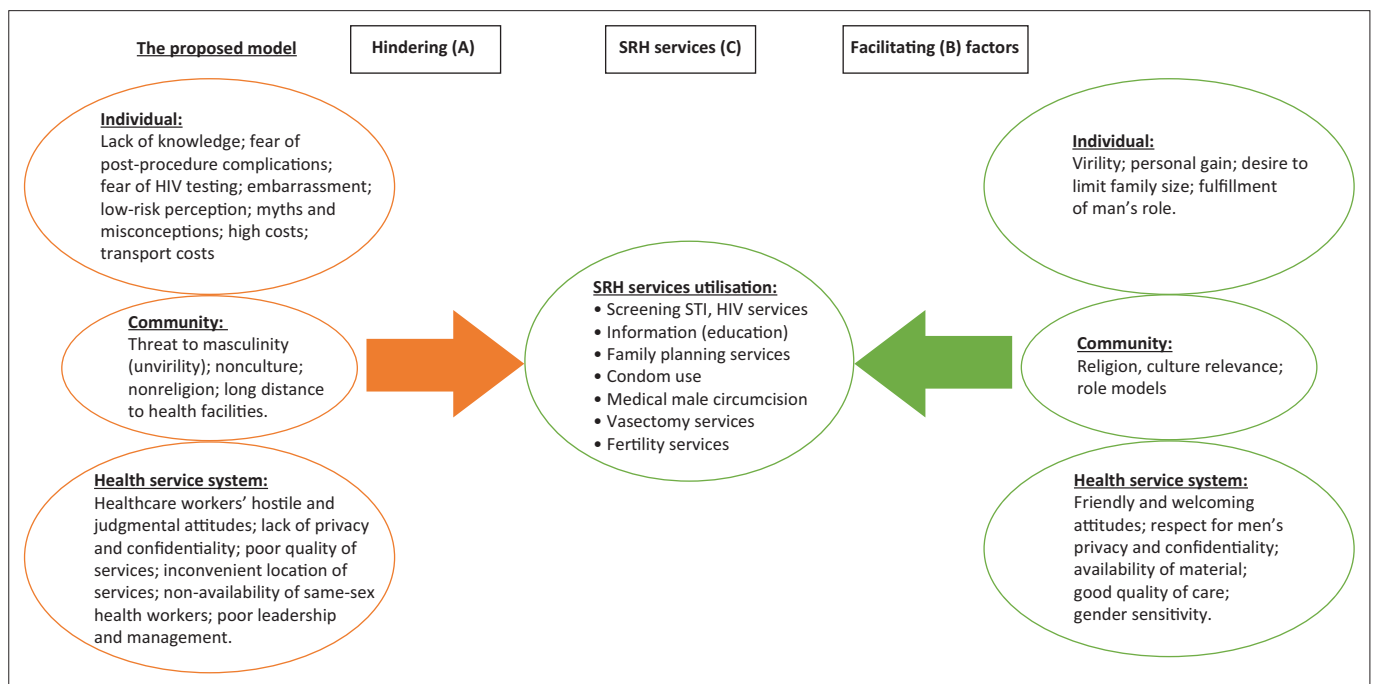 The proposed model
Hindering (A)
SRH services (C)
Facilitating (B) factors
Individual:
Lack of knowledge; fear of
post-procedure complications;
fear of HIV testing; embarrassment;
low-risk perception; myths and
misconceptions; high costs;
transport costs
Community:
Threat to masculinity
(unvirility); nonculture;
nonreligion; long distance
to health facilities.
Health service system:
Healthcare workers’ hostile and
judgmental attitudes; lack of privacy
and confidentiality; poor quality of
services; inconvenient location of
services; non-availability of same-sex
health workers; poor leadership
and management.
SRH services utilisation:
• Screening STI, HIV services
• Information (education)
• Family planning services
• Condom use
• Medical male circumcision
• Vasectomy services
• Fertility services
Individual:
Virility; personal gain; desire to
limit family size; fulfillment
of man’s role.
Community:
Religion, culture relevance;
role models
Health service system:
Friendly and welcoming
attitudes; respect for men’s
privacy and confidentiality;
availability of material;
good quality of care;
gender sensitivity.